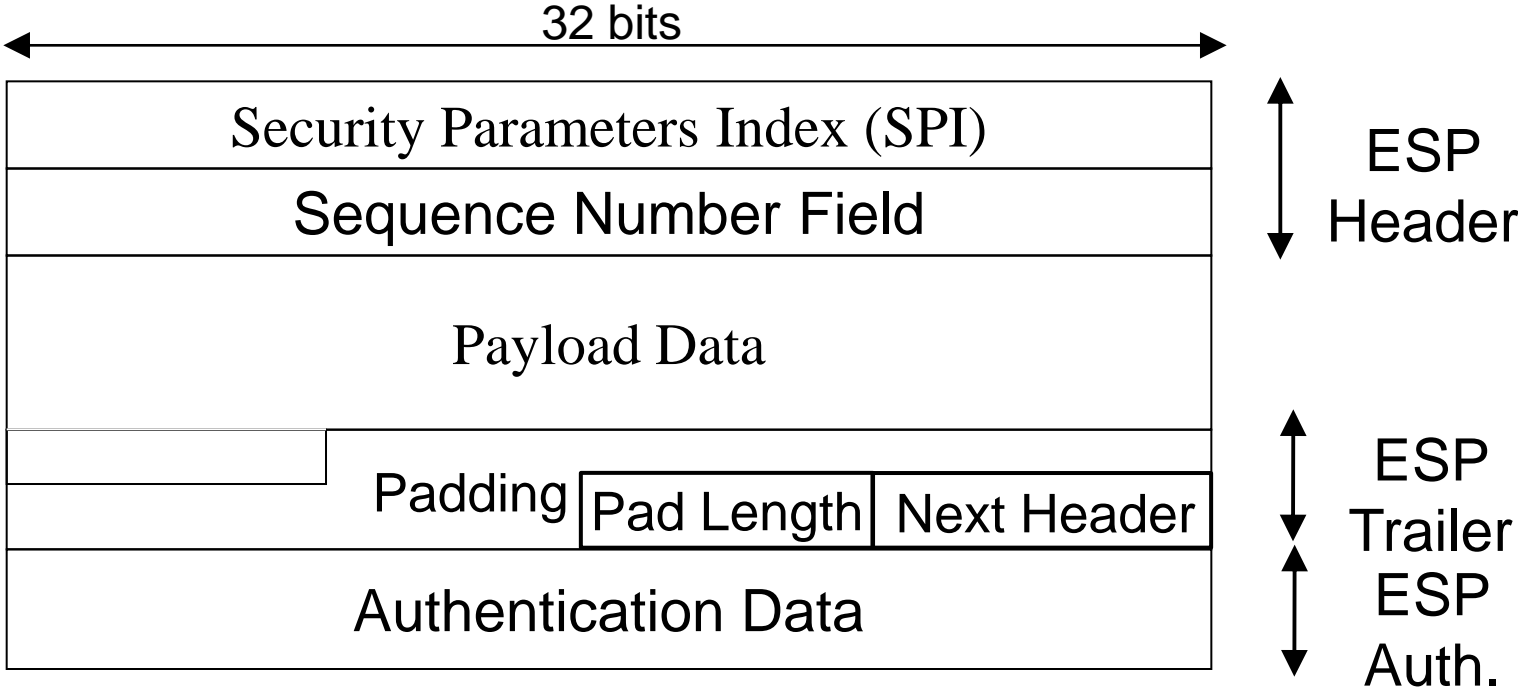 32 bits
Security Parameters Index (SPI)
ESP
Header
Sequence Number Field
Payload Data
Padding
Pad Length
Next Header
ESP
Trailer
Authentication Data
ESP
Auth.